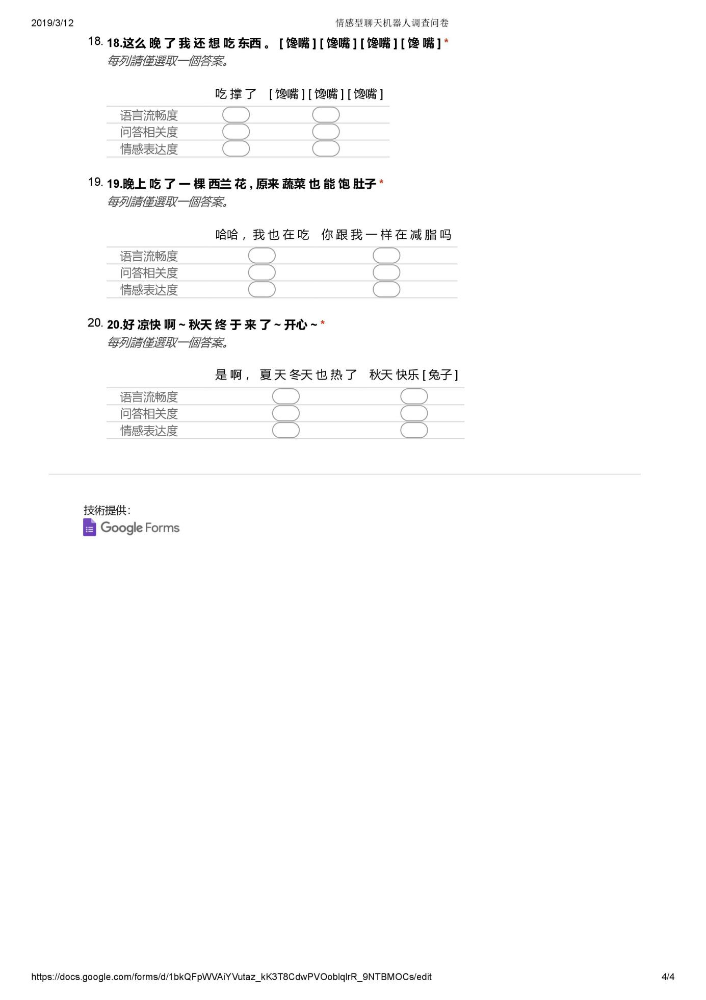 2019/3/12 情感型聊天机器人调查问卷
18. 18.这么 晚 了 我 还 想 吃 东西 。 [ 馋嘴 ] [ 馋嘴 ] [ 馋嘴 ] [ 馋 嘴 ] *
每列請僅選取一個答案。
吃 撑 了 [ 馋嘴 ] [ 馋嘴 ] [ 馋嘴 ]
语言流畅度
问答相关度
情感表达度
19. 19.晚上 吃 了 一 棵 西兰 花 , 原来 蔬菜 也 能 饱 肚子 *
每列請僅選取一個答案。
哈哈 , 我 也 在 吃 你 跟 我 一 样 在 减 脂 吗
语言流畅度
问答相关度
情感表达度
20. 20.好 凉快 啊 ~ 秋天 终 于 来 了 ~ 开心 ~ *
每列請僅選取一個答案。
是 啊 , 夏 天 冬天 也 热 了 秋天 快乐 [ 兔子 ]
语言流畅度
问答相关度
情感表达度
技術提供：
Google Forms
https://docs.google.com/forms/d/1bkQFpWVAiYVutaz_kK3T8CdwPVOoblqlrR_9NTBMOCs/edit 4/4